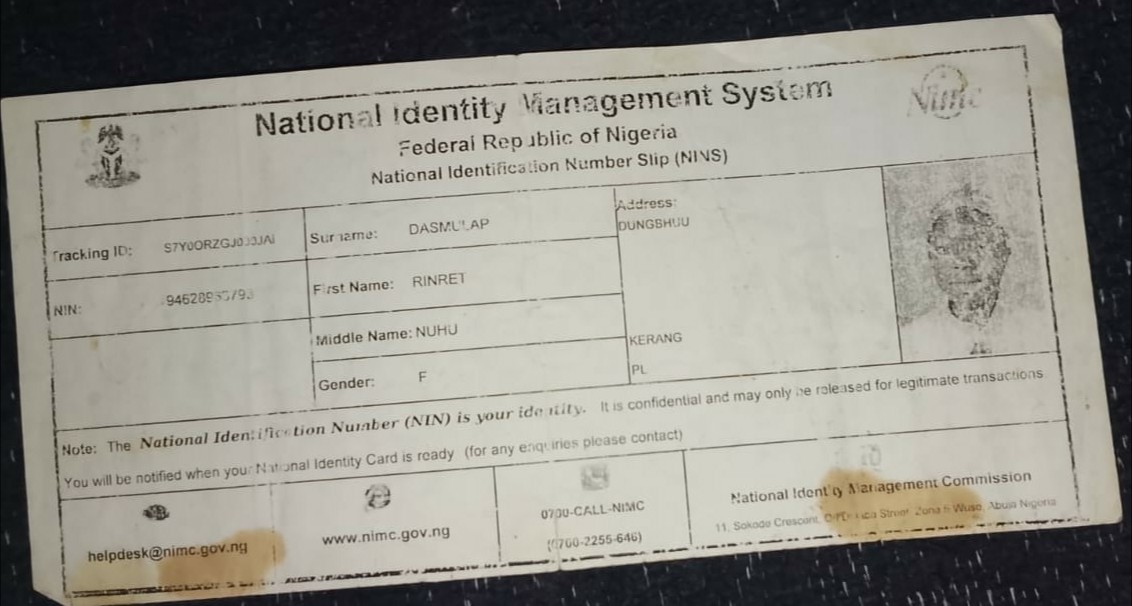 National Identity Management System
Federal Republic of Nigeria
National Identification Number Slip (NINS)
nimc
Tracking ID:
Surname: DASMULAP
Address:
DUNGSHUU
NIN:
First Name: RINRET
Middle Name: NUHU
KERANG
Gender: F
PL
Note: The National Identification Number (NIN) is your identity. It is confidential and may only be released for legitimate transactions.
You will be notified when your National Identity Card is ready (for any enquiries please contact)
helpdesk@nimc.gov.ng
www.nimc.gov.ng
0700-CALL-NIMC
(0700-2255-646)
National Identity Management Commission
11, Sokode Crescent, Street, Zone 5 Wuse, Abuja Nigeria